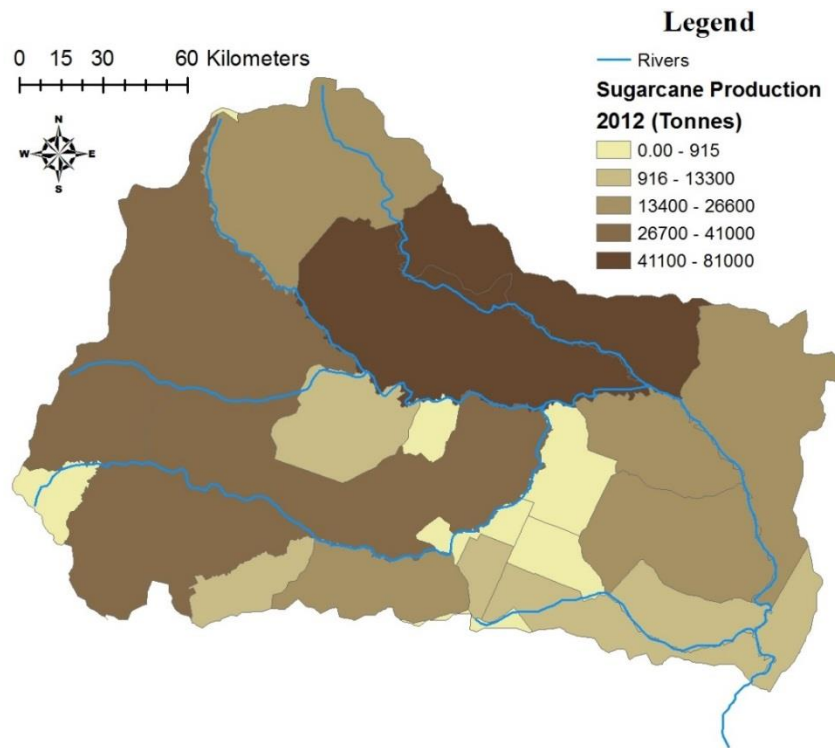 Legend
0 15 30 60 Kilometers
Rivers
Sugarcane Production
2012 (Tonnes)
N
W E
S
0.00 - 915
916 - 13300
13400 - 26600
26700 - 41000
41100 - 81000